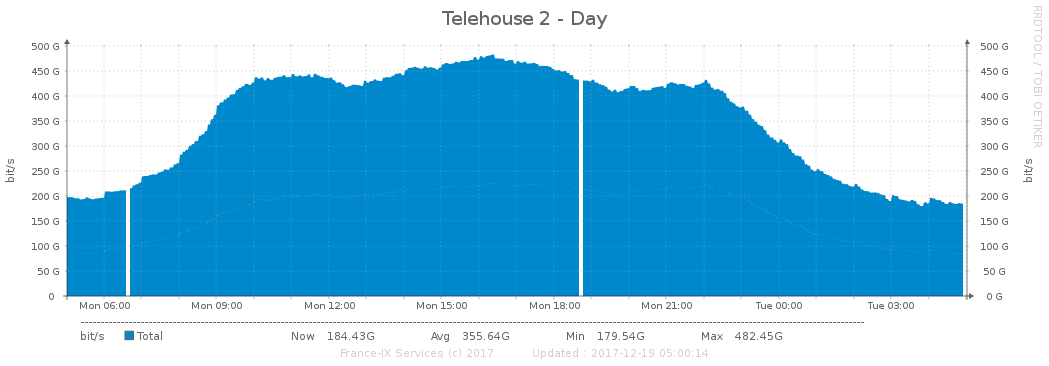 Telehouse 2 - Day
RRDTOOL / TOBI OETIKER
bit/s
500 G 500 G
450 G 450 G
400 G 400 G
350 G 350 G
300 G 300 G
250 G 250 G
200 G 200 G
150 G 150 G
100 G 100 G
50 G 50 G
0 0 G
bit/s
Mon 06:00 Mon 09:00 Mon 12:00 Mon 15:00 Mon 18:00 Mon 21:00 Tue 00:00 Tue 03:00
bit/s Total Now 184.43G Avg 355.64G Min 179.54G Max 482.45G
France-IX Services (c) 2017 Updated : 2017-12-19 05:00:14